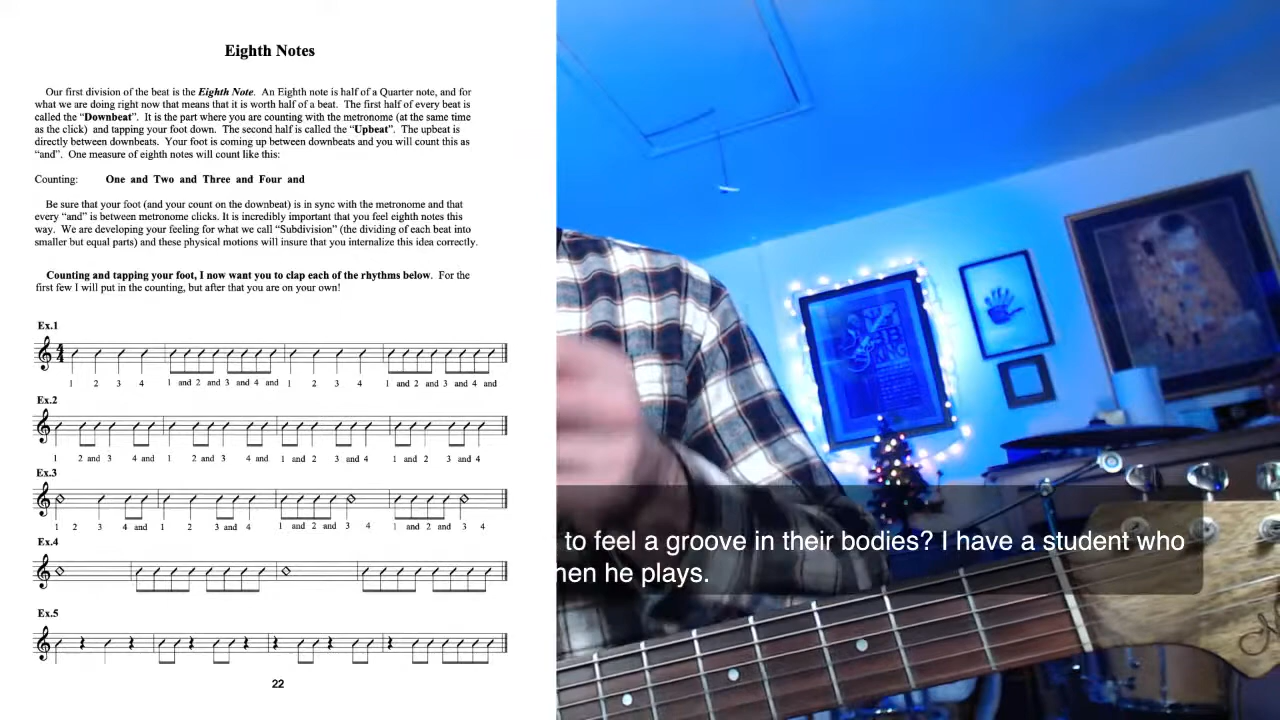 Eighth Notes
Our first division of the beat is the Eighth Note. An Eighth note is half of a Quarter note, and for
what we are doing right now that means that it is worth half of a beat. The first half of every beat is
called the “Downbeat”. It is the part where you are counting with the metronome (at the same time
as the click) and tapping your foot down. The second half is called the “Upbeat”. The upbeat is
directly between downbeats. Your foot is coming up between downbeats and you will count this as
“and”. One measure of eighth notes will count like this:
Counting: One and Two and Three and Four and
Be sure that your foot (and your count on the downbeat) is in sync with the metronome and that
every “and” is between metronome clicks. It is incredibly important that you feel eighth notes this
way. We are developing your feeling for what we call “Subdivision” (the dividing of each beat into
smaller but equal parts) and these physical motions will insure that you internalize this idea correctly.
Counting and tapping your foot, I now want you to clap each of the rhythms below. For the
first few I will put in the counting, but after that you are on your own!
Ex.1
4
4
1 2 3 4 1 and 2 and 3 and 4 and 1 2 3 4 1 and 2 and 3 and 4 and
Ex.2
1 2 and 3 4 and 1 2 and 3 4 and 1 and 2 3 and 4 1 and 2 3 and 4
Ex.3
1 2 3 4 and 1 2 3 and 4 1 and 2 and 3 4 1 and 2 and 3 4
Ex.4
Ex.5
22
to feel a groove in their bodies? I have a student who
hen he plays.
KING